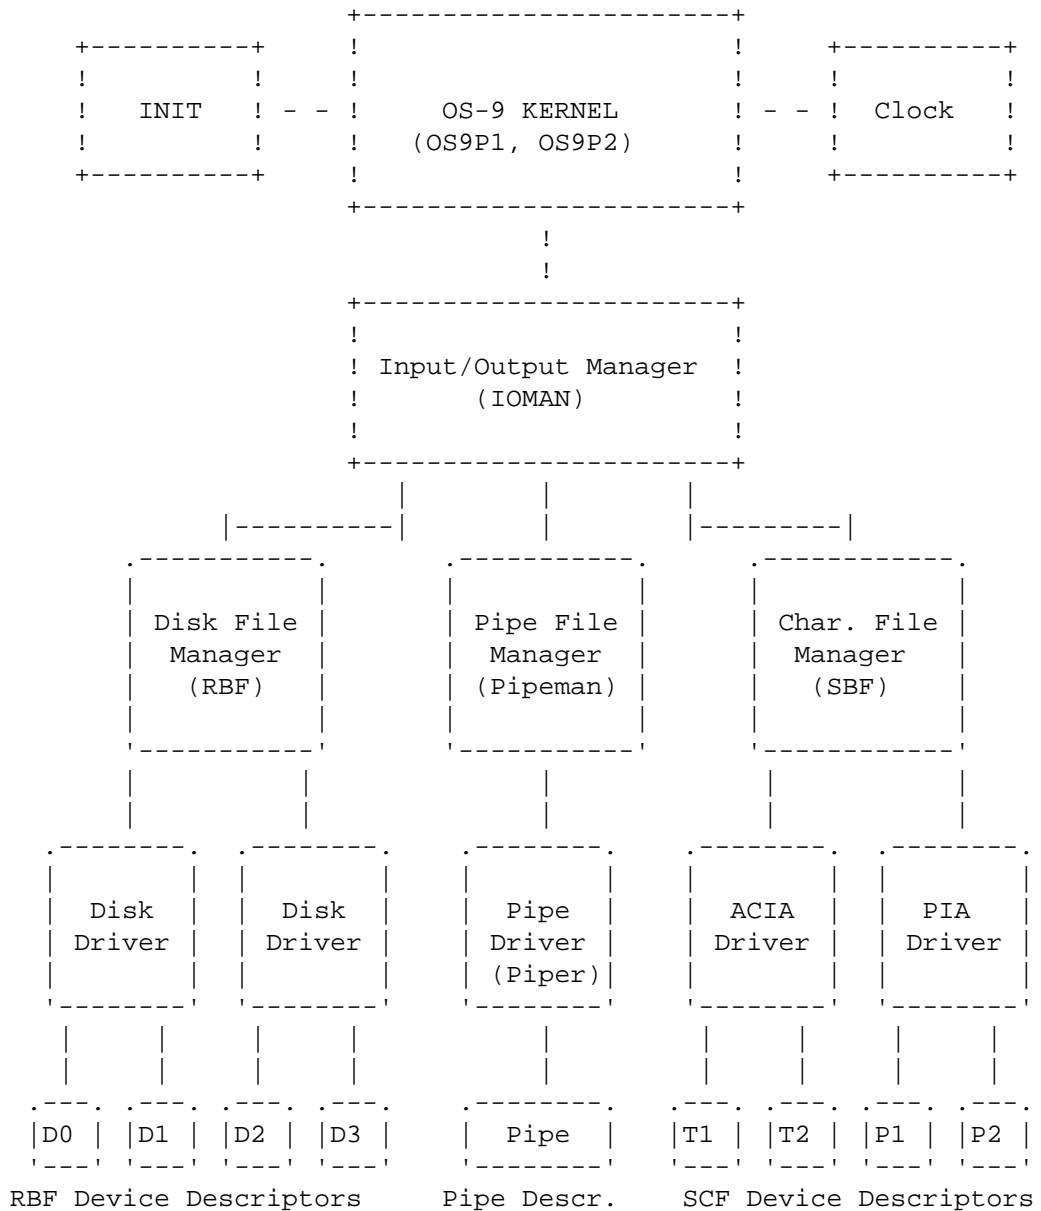 INIT OS-9 KERNEL Clock
(OS9P1, OS9P2)
Input/Output Manager
(IOMAN)
Disk File Pipe File Char. File
Manager Manager Manager
(RBF) (Pipeman) (SBF)
Disk Disk Pipe ACIA PIA
Driver Driver Driver Driver Driver
(Piper)
D0 D1 D2 D3 Pipe T1 T2 P1 P2
RBF Device Descriptors Pipe Descr. SCF Device Descriptors